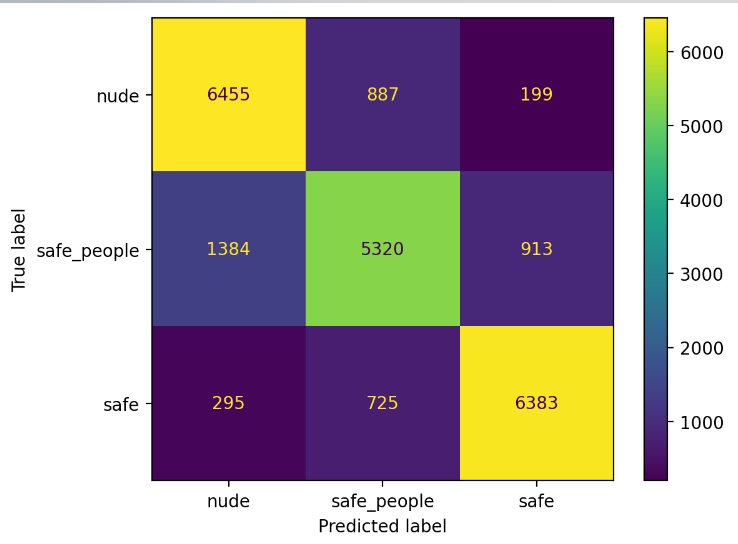 nude 6455 887 199
safe_people 1384 5320 913
safe 295 725 6383
nude safe_people safe
Predicted label
True label
6000
5000
4000
3000
2000
1000